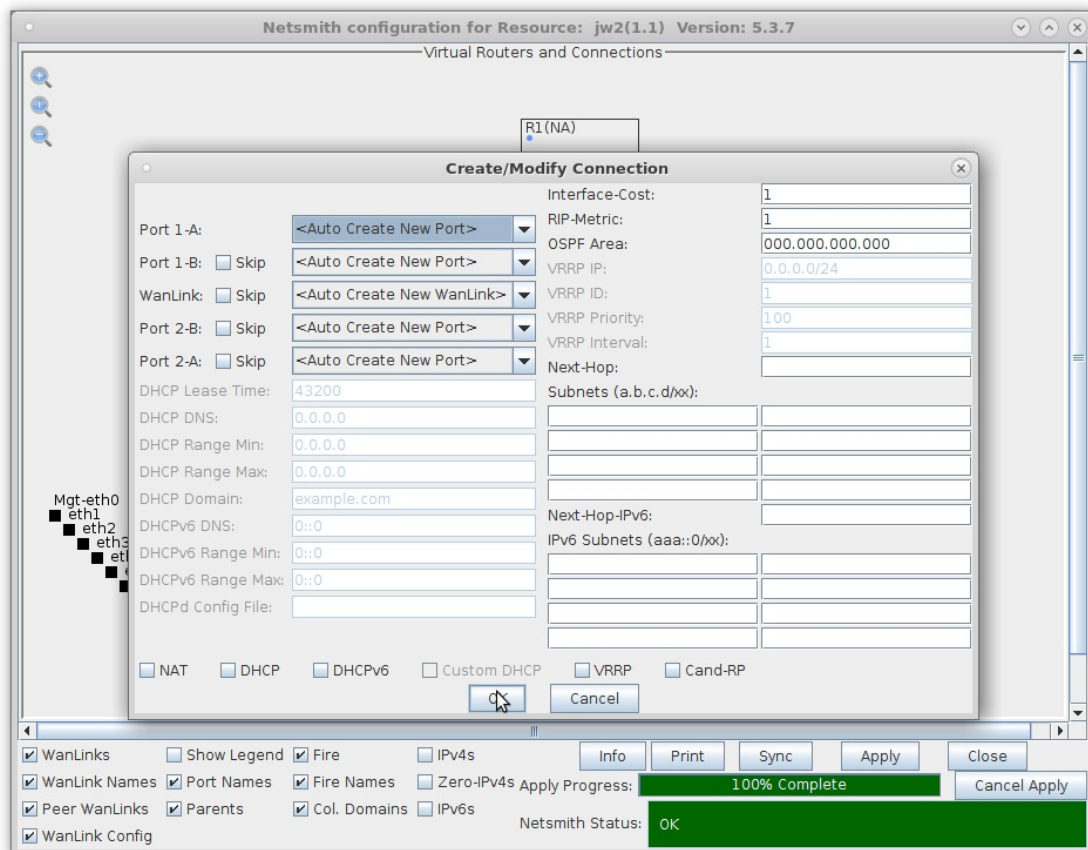 Netsmith configuration for Resource: jw2(1.1) Version: 5.3.7
Virtual Routers and Connections
R1(NA)
Create/Modify Connection
Port 1-A: <Auto Create New Port>
Port 1-B: Skip <Auto Create New Port>
WanLink: Skip <Auto Create New WanLink>
Port 2-B: Skip <Auto Create New Port>
Port 2-A: Skip <Auto Create New Port>
DHCP Lease Time: 43200
DHCP DNS: 0.0.0.0
DHCP Range Min: 0.0.0.0
DHCP Range Max: 0.0.0.0
DHCP Domain: example.com
DHCPv6 DNS: 0::0
DHCPv6 Range Min: 0::0
DHCPv6 Range Max: 0::0
DHCPd Config File:
Interface-Cost: 1
RIP-Metric: 1
OSPF Area: 000.000.000.000
VRRP IP: 0.0.0.0/24
VRRP ID: 1
VRRP Priority: 100
VRRP Interval: 1
Next-Hop:
Subnets (a.b.c.d/xx):
Next-Hop-IPv6:
IPv6 Subnets (aaa::0/xx):
NAT DHCP DHCPv6 Custom DHCP VRRP Cand-RP
Cancel
Mgt-eth0
eth1
eth2
WanLinks Show Legend Fire IPv4s Info Print Sync Apply Close
WanLink Names Port Names Fire Names Zero-IPv4s Apply Progress: 100% Complete Cancel Apply
Peer WanLinks Parents Col. Domains IPv6s
Netsmith Status: OK
WanLink Config